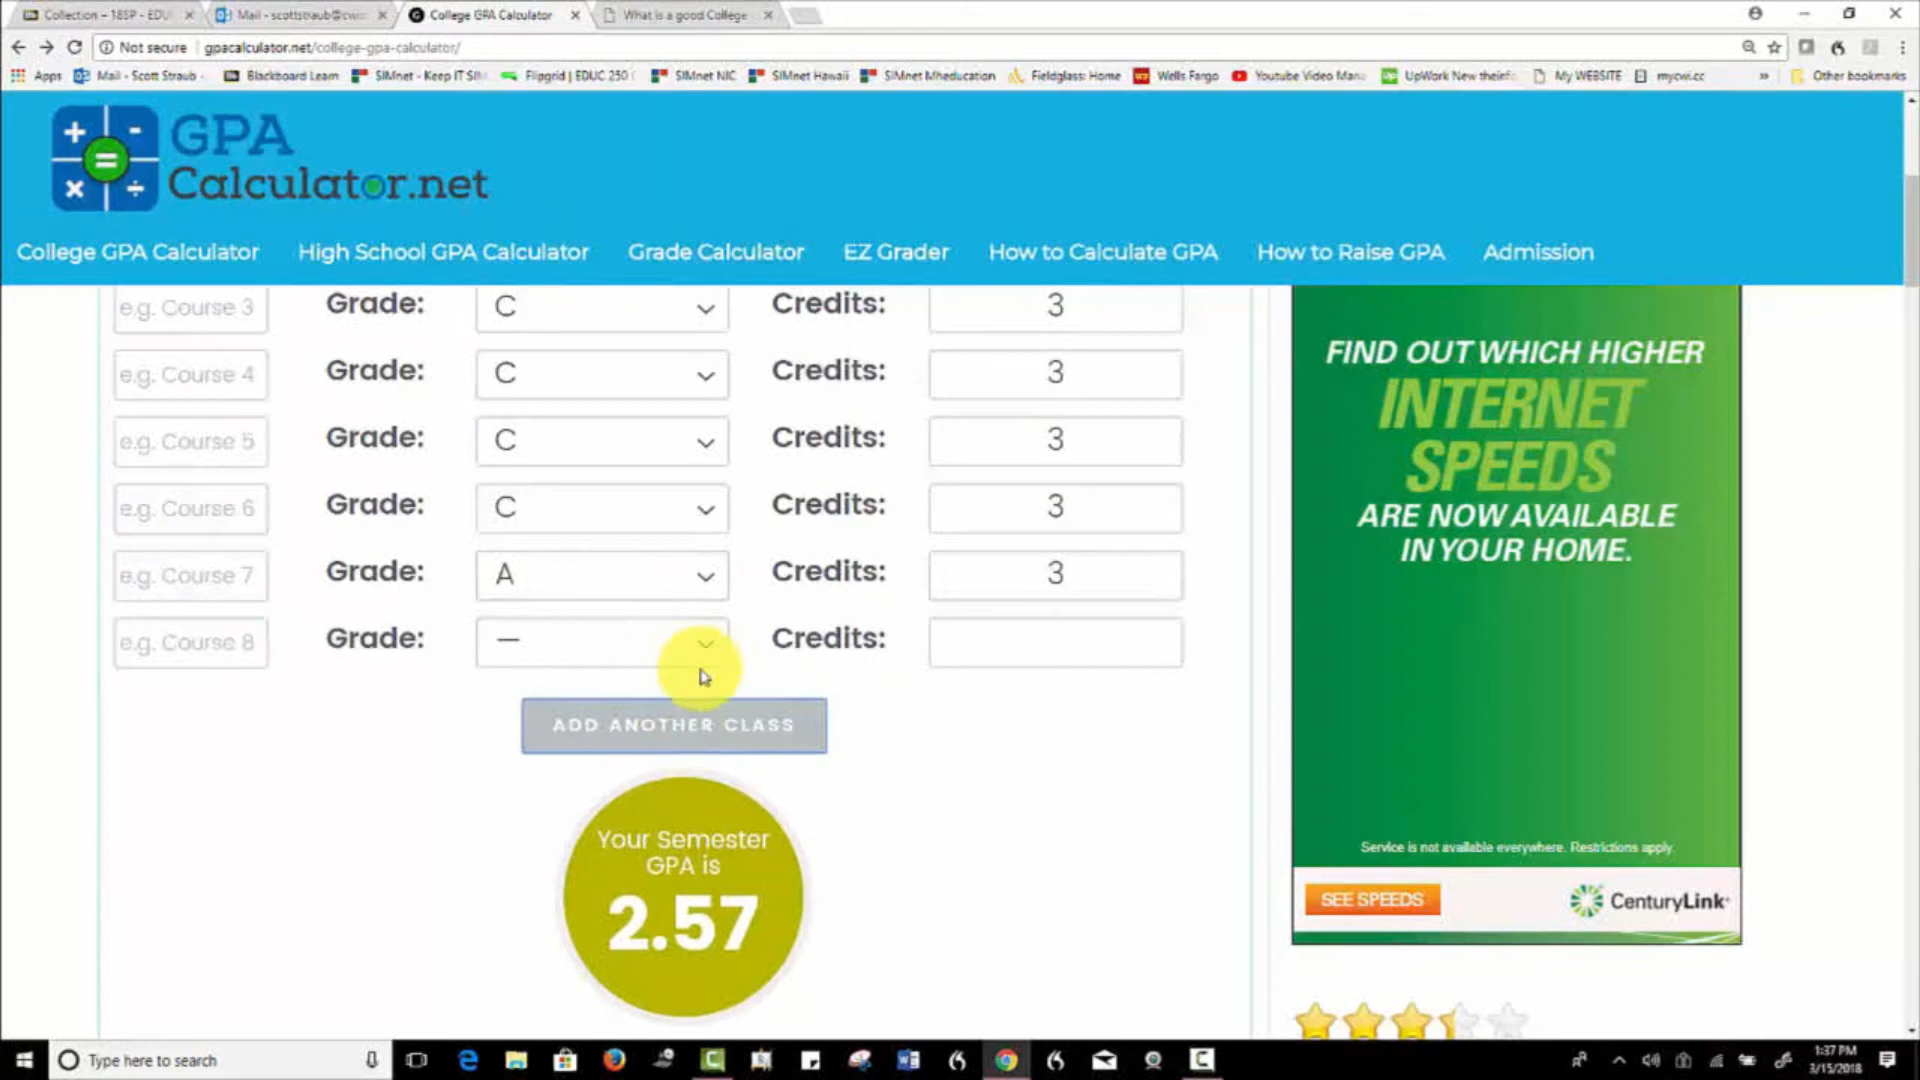 Collection – 18SP - EDU
Mail - scottstraub@cwi
College GPA Calculator
What is a good College
Not secure
gpacalculator.net/college-gpa-calculator/
Apps
Mail - Scott Straub
Blackboard Learn
SIMnet - Keep IT SIM
Flipgrid | EDUC 250
SIMnet NIC
SIMnet Hawaii
SIMnet Mheducation
Fieldglass: Home
Wells Fargo
Youtube Video Man
UpWork New theinf
My WEBSITE
mycwi.cc
»
Other bookmarks
GPA
Calculator.net
College GPA Calculator
High School GPA Calculator
Grade Calculator
EZ Grader
How to Calculate GPA
How to Raise GPA
Admission
e.g. Course 3 Grade: C Credits: 3
e.g. Course 4 Grade: C Credits: 3
e.g. Course 5 Grade: C Credits: 3
e.g. Course 6 Grade: C Credits: 3
e.g. Course 7 Grade: A Credits: 3
e.g. Course 8 Grade: — Credits:
ADD ANOTHER CLASS
Your Semester
GPA is
2.57
FIND OUT WHICH HIGHER
INTERNET
SPEEDS
ARE NOW AVAILABLE
IN YOUR HOME.
Service is not available everywhere. Restrictions apply.
SEE SPEEDS
CenturyLink
Type here to search
1:37 PM
3/15/2018